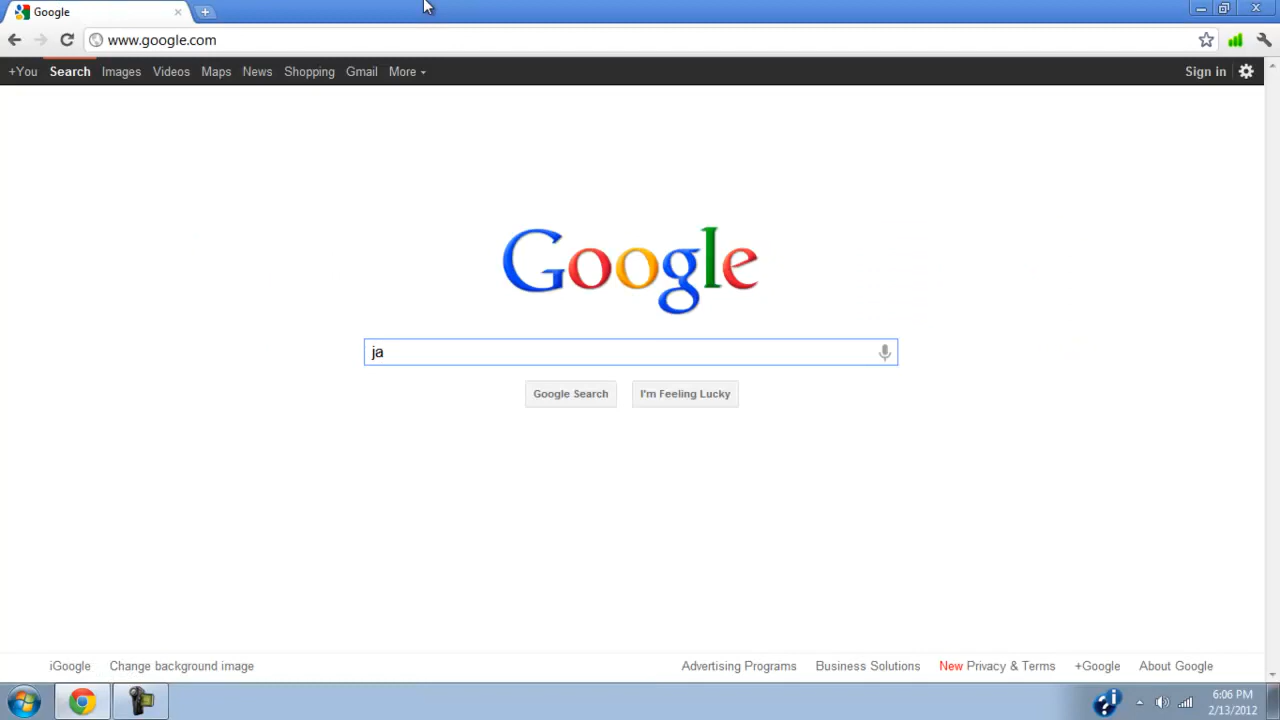 Google
www.google.com
+You Search Images Videos Maps News Shopping Gmail More Sign in
Google
ja
Google Search I'm Feeling Lucky
iGoogle Change background image Advertising Programs Business Solutions New Privacy & Terms +Google About Google
6:06 PM
2/13/2012